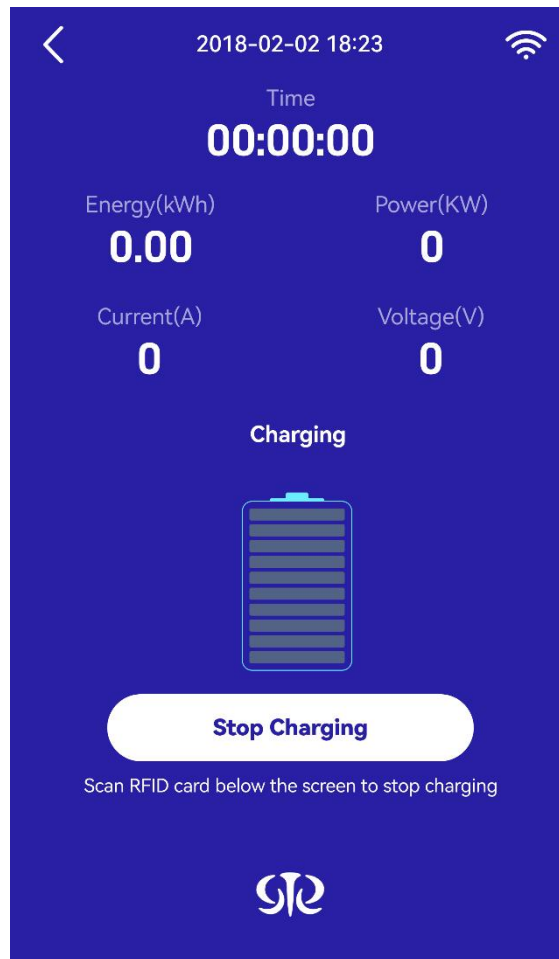 2018-02-02 18:23
Time
00:00:00
Energy(kWh) Power(KW)
0.00 0
Current(A) Voltage(V)
0 0
Charging
Stop Charging
Scan RFID card below the screen to stop charging